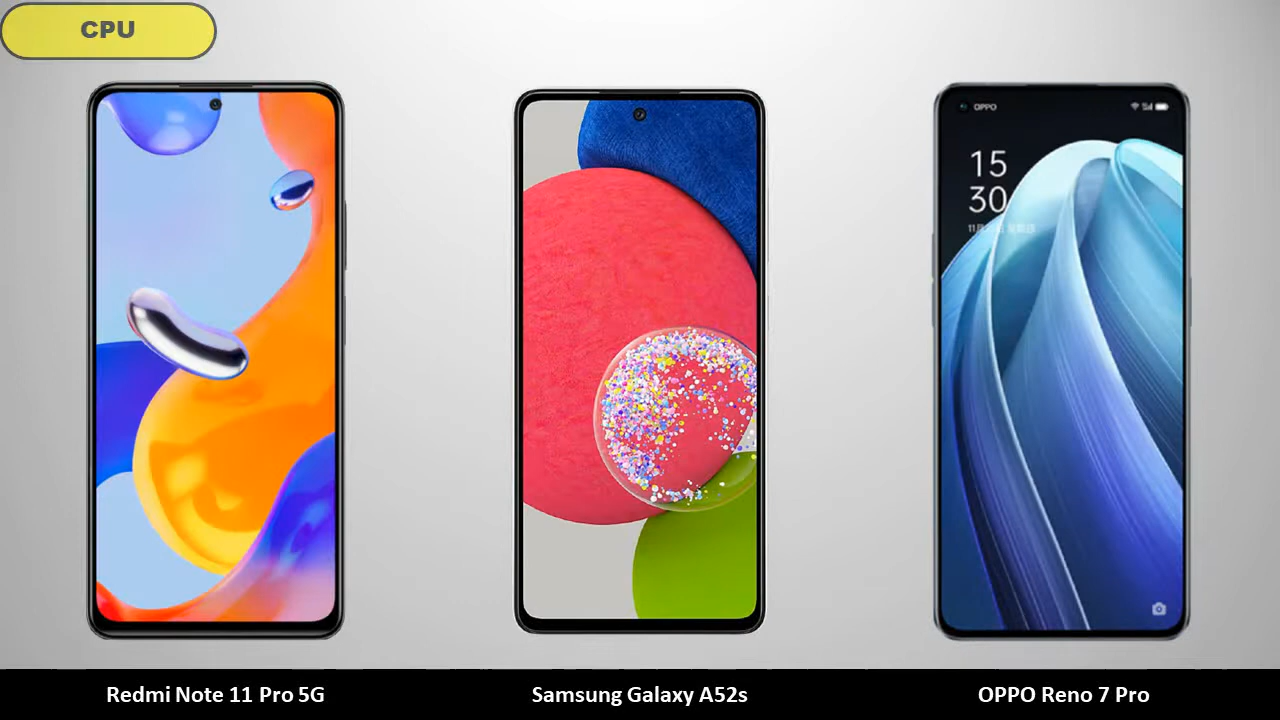 CPU
OPPO
15
30
Redmi Note 11 Pro 5G
Samsung Galaxy A52s
OPPO Reno 7 Pro